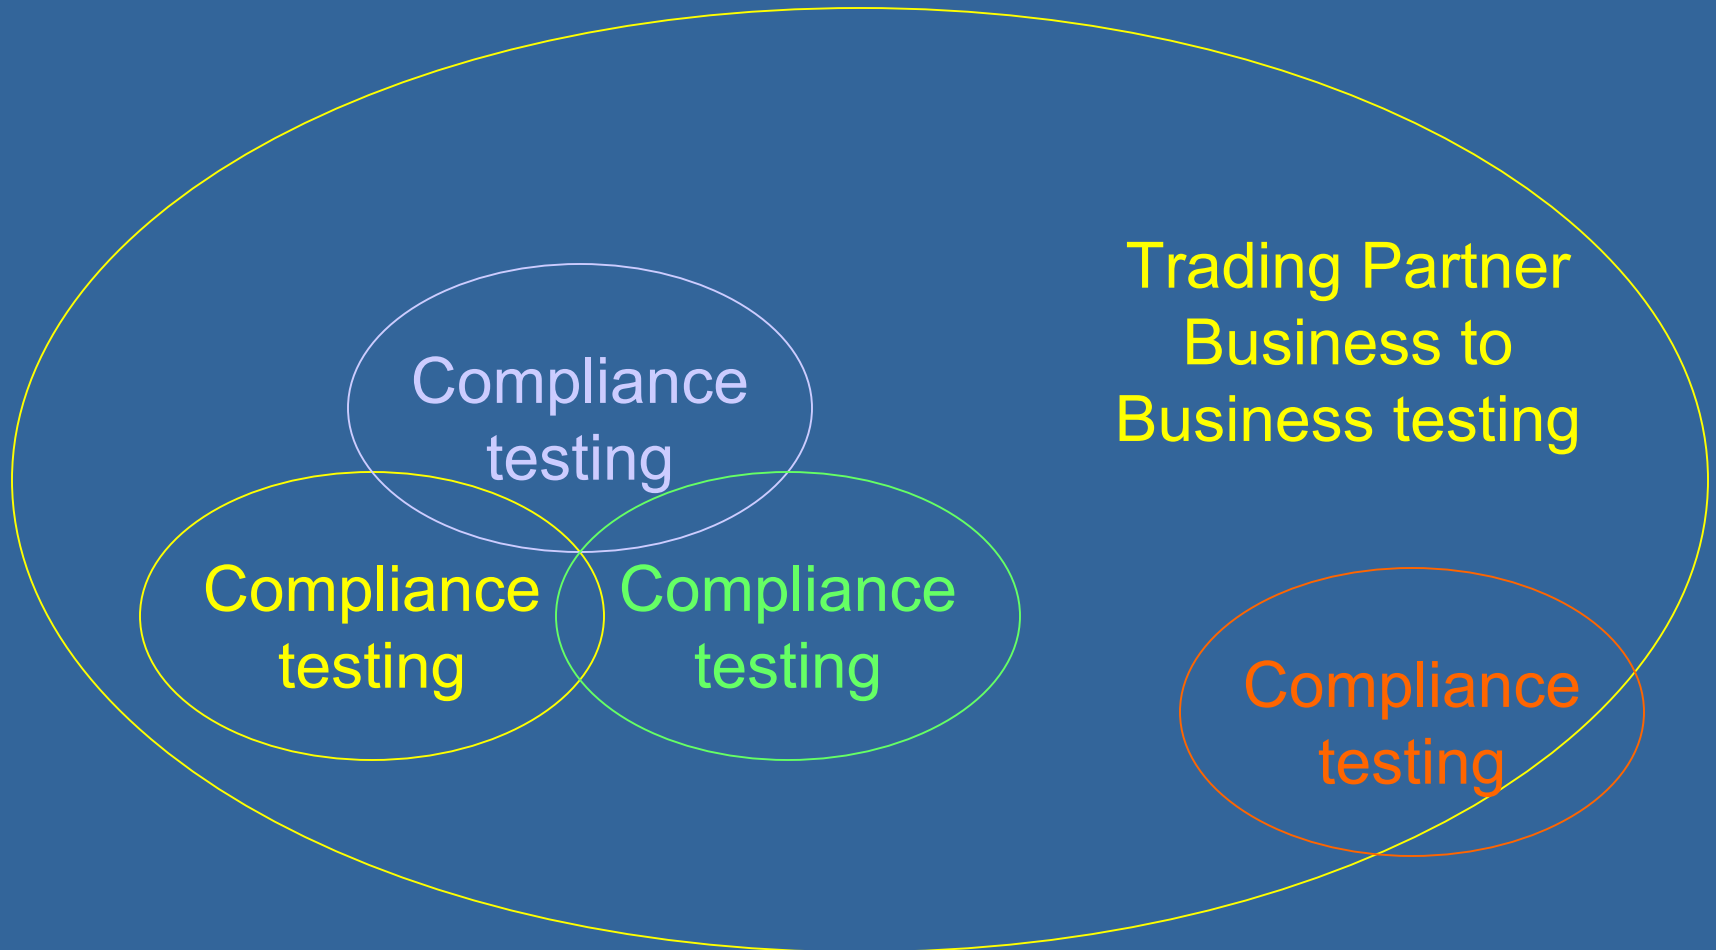 Trading Partner
Business to
Business testing
Compliance
testing
Compliance
testing
Compliance
testing
Compliance
testing